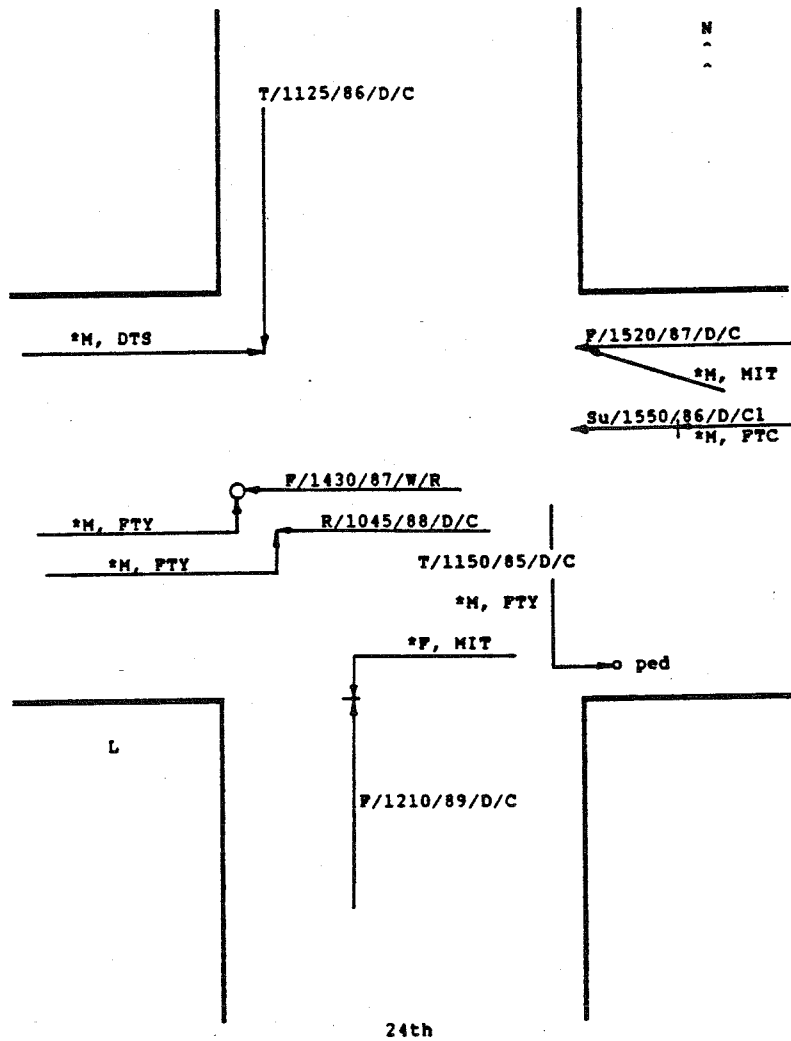 N
T/1125/86/D/C
*M, DTS
F/1520/87/D/C
*M, MIT
Su/1550/86/D/Cl
*M, FTC
F/1430/87/W/R
*M, FTY
R/1045/88/D/C
*M, FTY
T/1150/85/D/C
*M, FTY
*F, MIT
ped
L
F/1210/89/D/C
24th